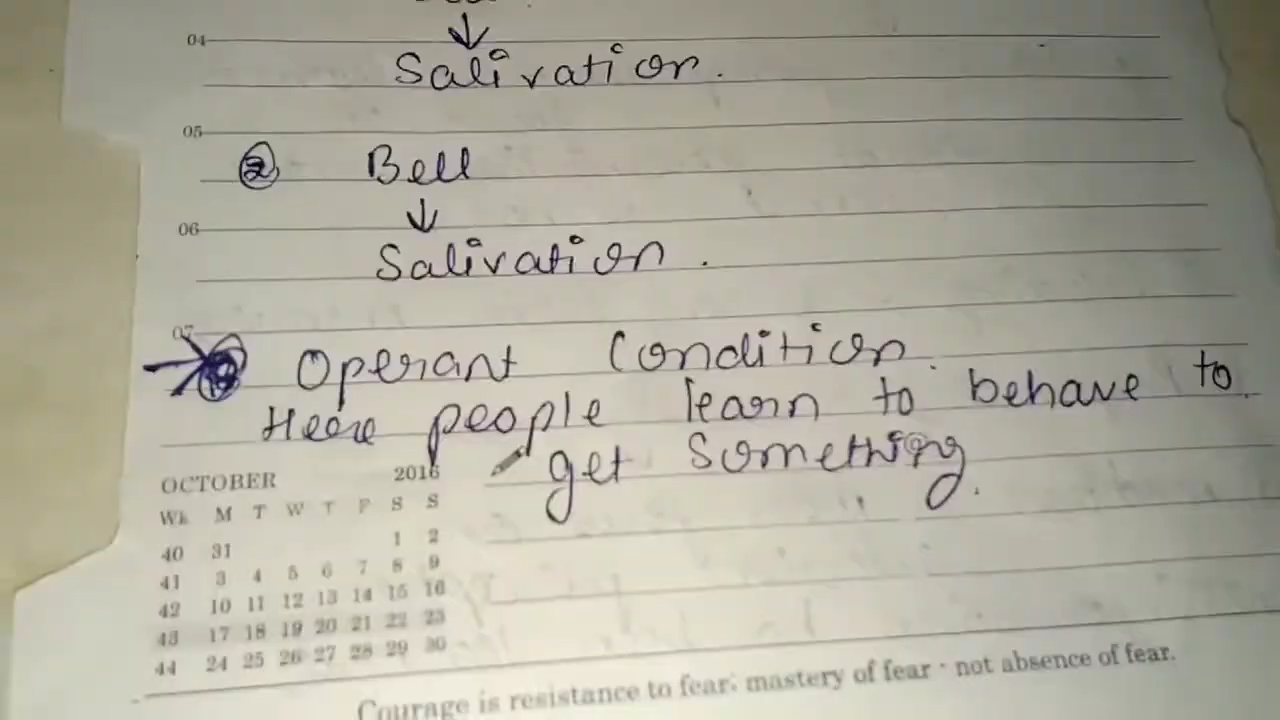 04
Salivation.
05
② Bell
↓
06
Salivation.
07
Operant Condition.
Here people learn to behave to
get something.
OCTOBER 2016
Wk M T W T F S S
40 31 1 2
41 3 4 5 6 7 8 9
42 10 11 12 13 14 15 16
43 17 18 19 20 21 22 23
44 24 25 26 27 28 29 30
Courage is resistance to fear; mastery of fear - not absence of fear.